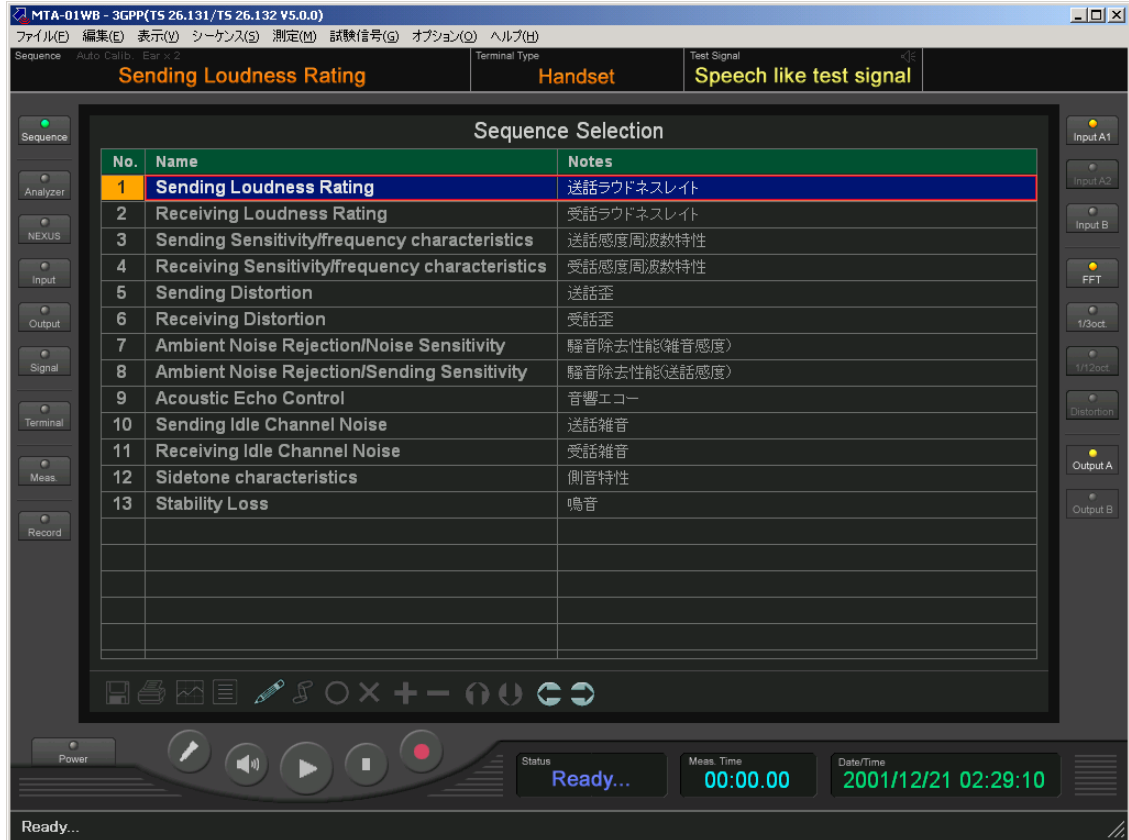 MTA-01WB - 3GPP(TS 26.131/TS 26.132 V5.0.0)
ファイル(F) 編集(E) 表示(V) シーケンス(S) 測定(M) 試験信号(G) オプション(O) ヘルプ(H)
Sequence Auto Calib. Ear x 2 Terminal Type Test Signal
Sending Loudness Rating Handset Speech like test signal
Sequence Selection
No. Name Notes
1 Sending Loudness Rating 送話ラウドネスレイト
2 Receiving Loudness Rating 受話ラウドネスレイト
3 Sending Sensitivity/frequency characteristics 送話感度周波数特性
4 Receiving Sensitivity/frequency characteristics 受話感度周波数特性
5 Sending Distortion 送話歪
6 Receiving Distortion 受話歪
7 Ambient Noise Rejection/Noise Sensitivity 騒音除去性能(雑音感度)
8 Ambient Noise Rejection/Sending Sensitivity 騒音除去性能(送話感度)
9 Acoustic Echo Control 音響エコー
10 Sending Idle Channel Noise 送話雑音
11 Receiving Idle Channel Noise 受話雑音
12 Sidetone characteristics 側音特性
13 Stability Loss 鳴音
Sequence
Analyzer
NEXUS
Input
Output
Signal
Terminal
Meas.
Record
Input A1
Input A2
Input B
FFT
1/3oct.
1/12oct.
Distortion
Output A
Output B
Power
Status Meas. Time Date/Time
Ready... 00:00.00 2001/12/21 02:29:10
Ready...